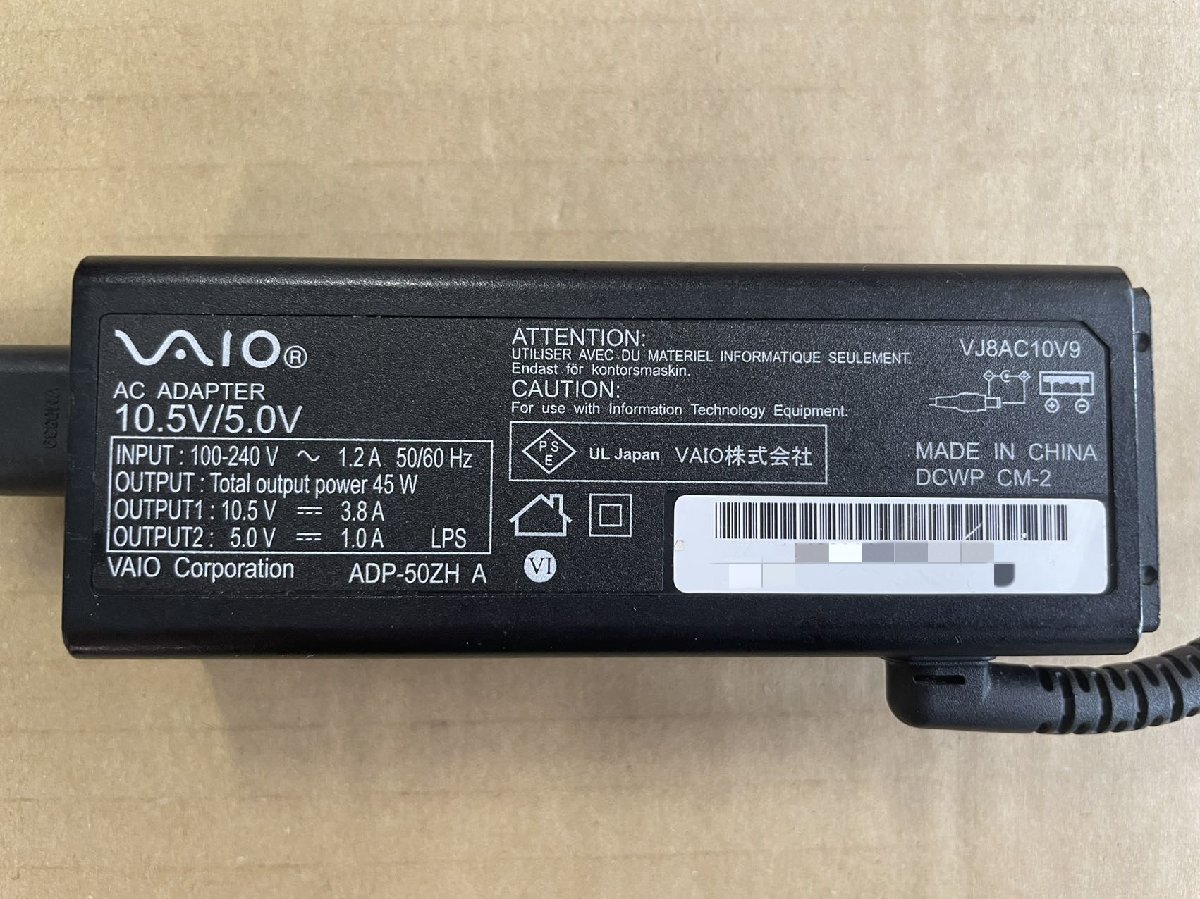 VAIO®
AC ADAPTER
10.5V/5.0V
INPUT : 100-240 V ～ 1.2 A 50/60 Hz
OUTPUT : Total output power 45 W
OUTPUT1 : 10.5 V ⎓ 3.8 A
OUTPUT2 : 5.0 V ⎓ 1.0 A LPS
VAIO Corporation ADP-50ZH A
ATTENTION:
UTILISER AVEC DU MATERIEL INFORMATIQUE SEULEMENT.
Endast för kontorsmaskin.
CAUTION:
For use with Information Technology Equipment.
PSE UL Japan VAIO株式会社
VI
VJ8AC10V9
MADE IN CHINA
DCWP CM-2